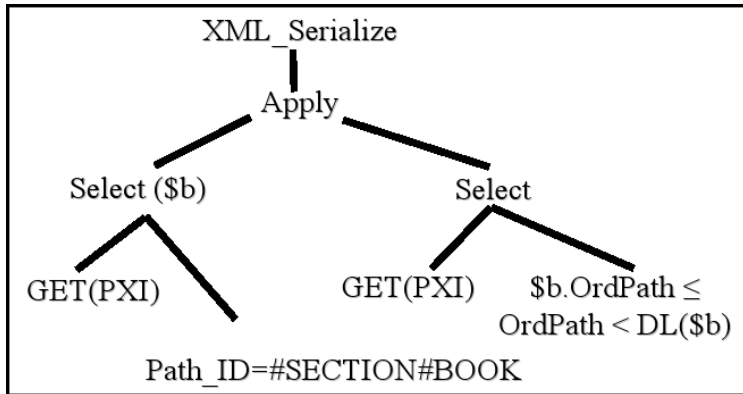 XML_Serialize
Apply
Select ($b)
Select
GET(PXI)
GET(PXI)
$b.OrdPath ≤
OrdPath < DL($b)
Path_ID=#SECTION#BOOK